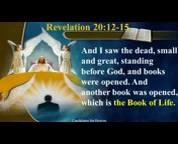 Revelation 20:12-15
And I saw the dead, small
and great, standing
before God, and books
were opened. And
another book was opened,
which is the Book of Life.